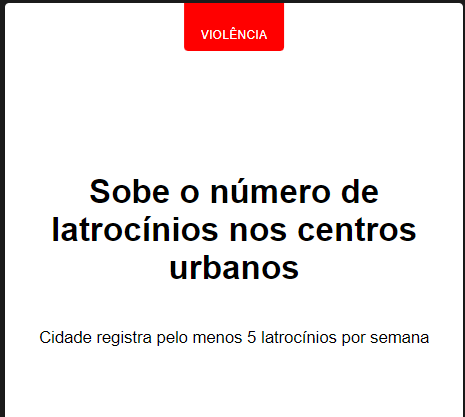 VIOLÊNCIA
Sobe o número de
latrocínios nos centros
urbanos
Cidade registra pelo menos 5 latrocínios por semana